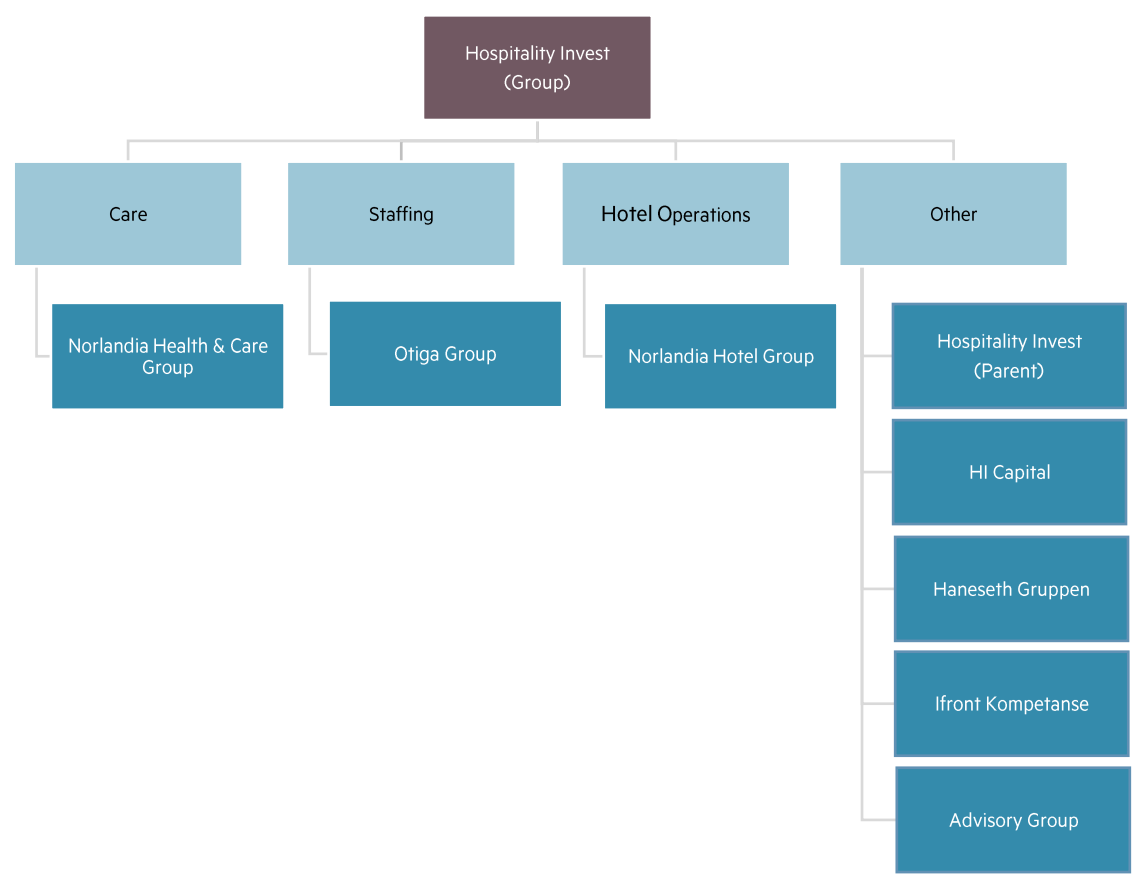 Hospitality Invest
(Group)
Care
Staffing
Hotel Operations
Other
Norlandia Health & Care
Group
Otiga Group
Norlandia Hotel Group
Hospitality Invest
(Parent)
HI Capital
Haneseth Gruppen
Ifront Kompetanse
Advisory Group